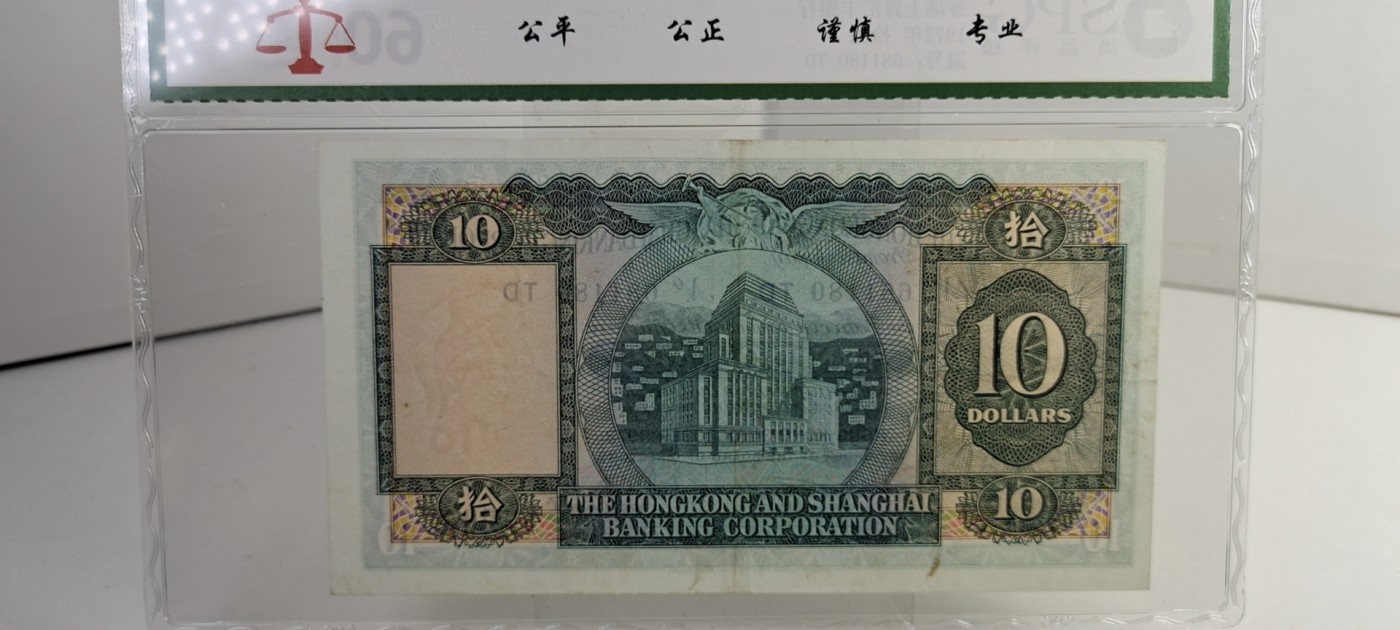 公平 公正 谨慎 专业
10 拾
10
DOLLARS
拾 10
THE HONGKONG AND SHANGHAI
BANKING CORPORATION